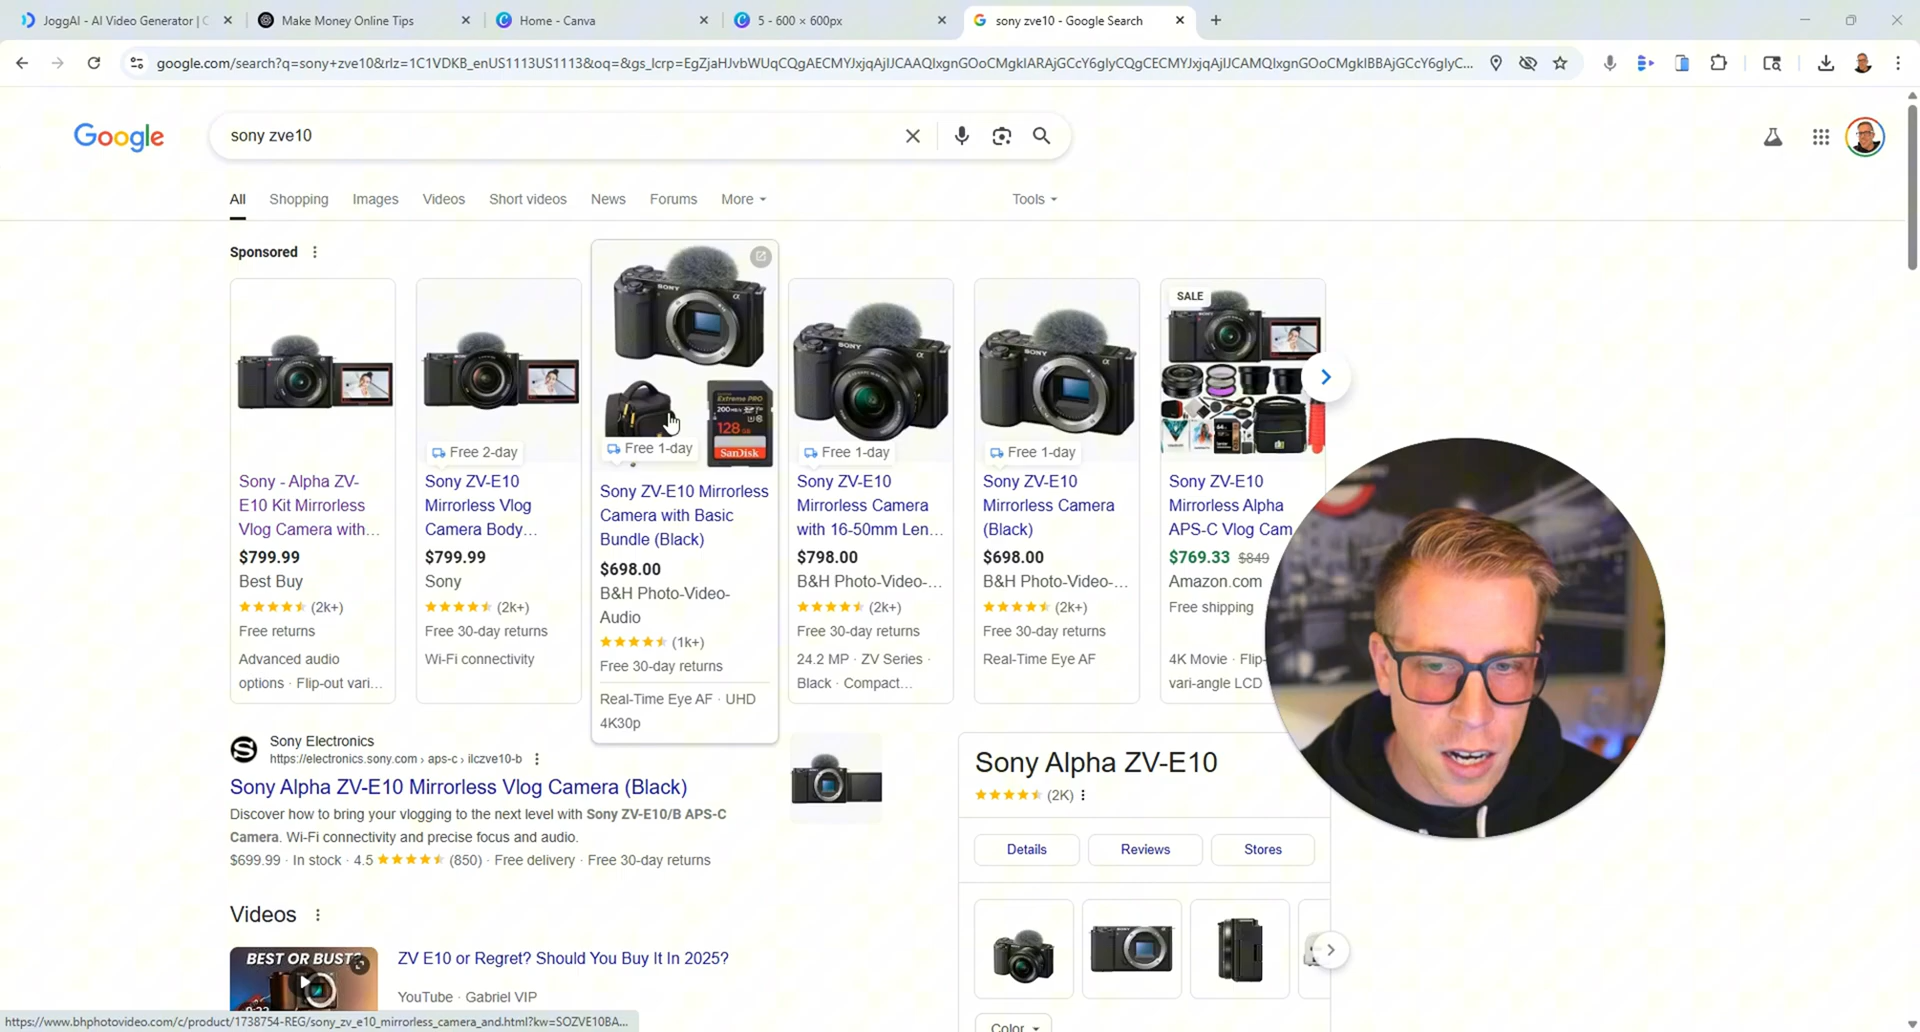 JoggAI - AI Video Generator | C
Make Money Online Tips
Home - Canva
5 - 600 × 600px
sony zve10 - Google Search
google.com/search?q=sony+zve10&rlz=1C1VDKB_enUS1113US1113&oq=&gs_lcrp=EgZjaHJvbWUqCQgAECMYJxjqAjIJCAAQIxgnGOoCMgkIARAjGCcY6gIyCQgCECMYJxjqAjIJCAMQIxgnGOoCMgkIBBAjGCcY6gIyC...
Google
sony zve10
All
Shopping
Images
Videos
Short videos
News
Forums
More
Tools
Sponsored
Sony - Alpha ZV-
E10 Kit Mirrorless
Vlog Camera with...
$799.99
Best Buy
(2k+)
Free returns
Advanced audio
options · Flip-out vari...
Free 2-day
Sony ZV-E10
Mirrorless Vlog
Camera Body...
$799.99
Sony
(2k+)
Free 30-day returns
Wi-Fi connectivity
SONY
Extreme PRO
200 MB/s
128 GB
SanDisk
Free 1-day
Sony ZV-E10 Mirrorless
Camera with Basic
Bundle (Black)
$698.00
B&H Photo-Video-
Audio
(1k+)
Free 30-day returns
Real-Time Eye AF · UHD
4K30p
SONY
Free 1-day
Sony ZV-E10
Mirrorless Camera
with 16-50mm Len...
$798.00
B&H Photo-Video-...
(2k+)
Free 30-day returns
24.2 MP · ZV Series ·
Black · Compact...
SONY
Free 1-day
Sony ZV-E10
Mirrorless Camera
(Black)
$698.00
B&H Photo-Video-...
(2k+)
Free 30-day returns
Real-Time Eye AF
SALE
Sony ZV-E10
Mirrorless Alpha
APS-C Vlog Cam
$769.33 $849
Amazon.com
Free shipping
4K Movie · Flip-
vari-angle LCD
Sony Electronics
https://electronics.sony.com › aps-c › ilczve10-b
Sony Alpha ZV-E10 Mirrorless Vlog Camera (Black)
Discover how to bring your vlogging to the next level with Sony ZV-E10/B APS-C
Camera. Wi-Fi connectivity and precise focus and audio.
$699.99 · In stock · 4.5 (850) · Free delivery · Free 30-day returns
Sony Alpha ZV-E10
(2K)
Details
Reviews
Stores
Color
Videos
BEST OR BUST?
ZV E10 or Regret? Should You Buy It In 2025?
YouTube · Gabriel VIP
https://www.bhphotovideo.com/c/product/1738754-REG/sony_zv_e10_mirrorless_camera_and.html?kw=SOZVE10BA...